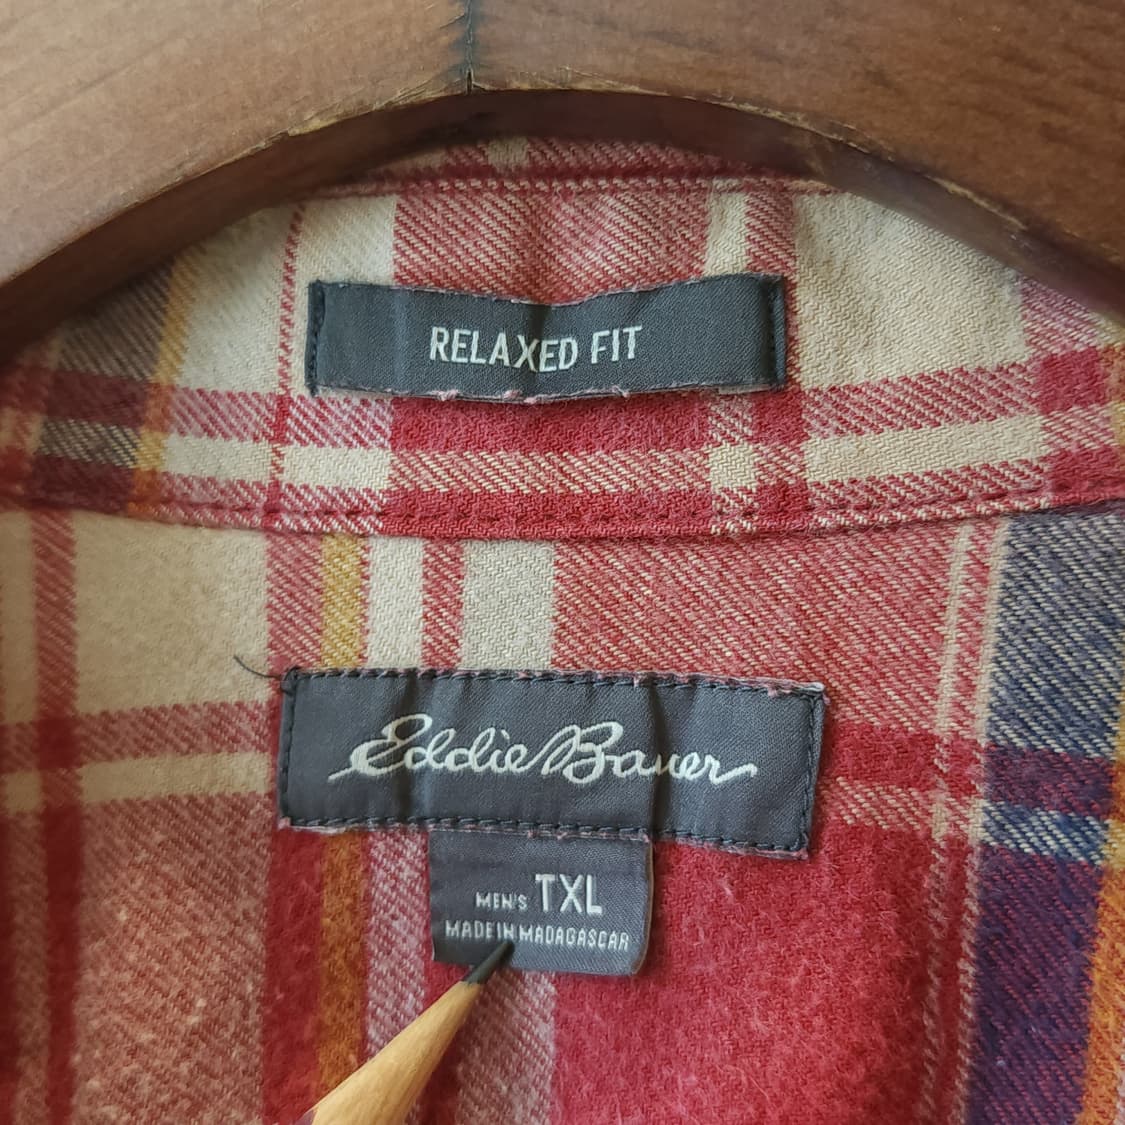 RELAXED FIT
Eddie Bauer
MEN'S TXL
MADE IN MADAGASCAR